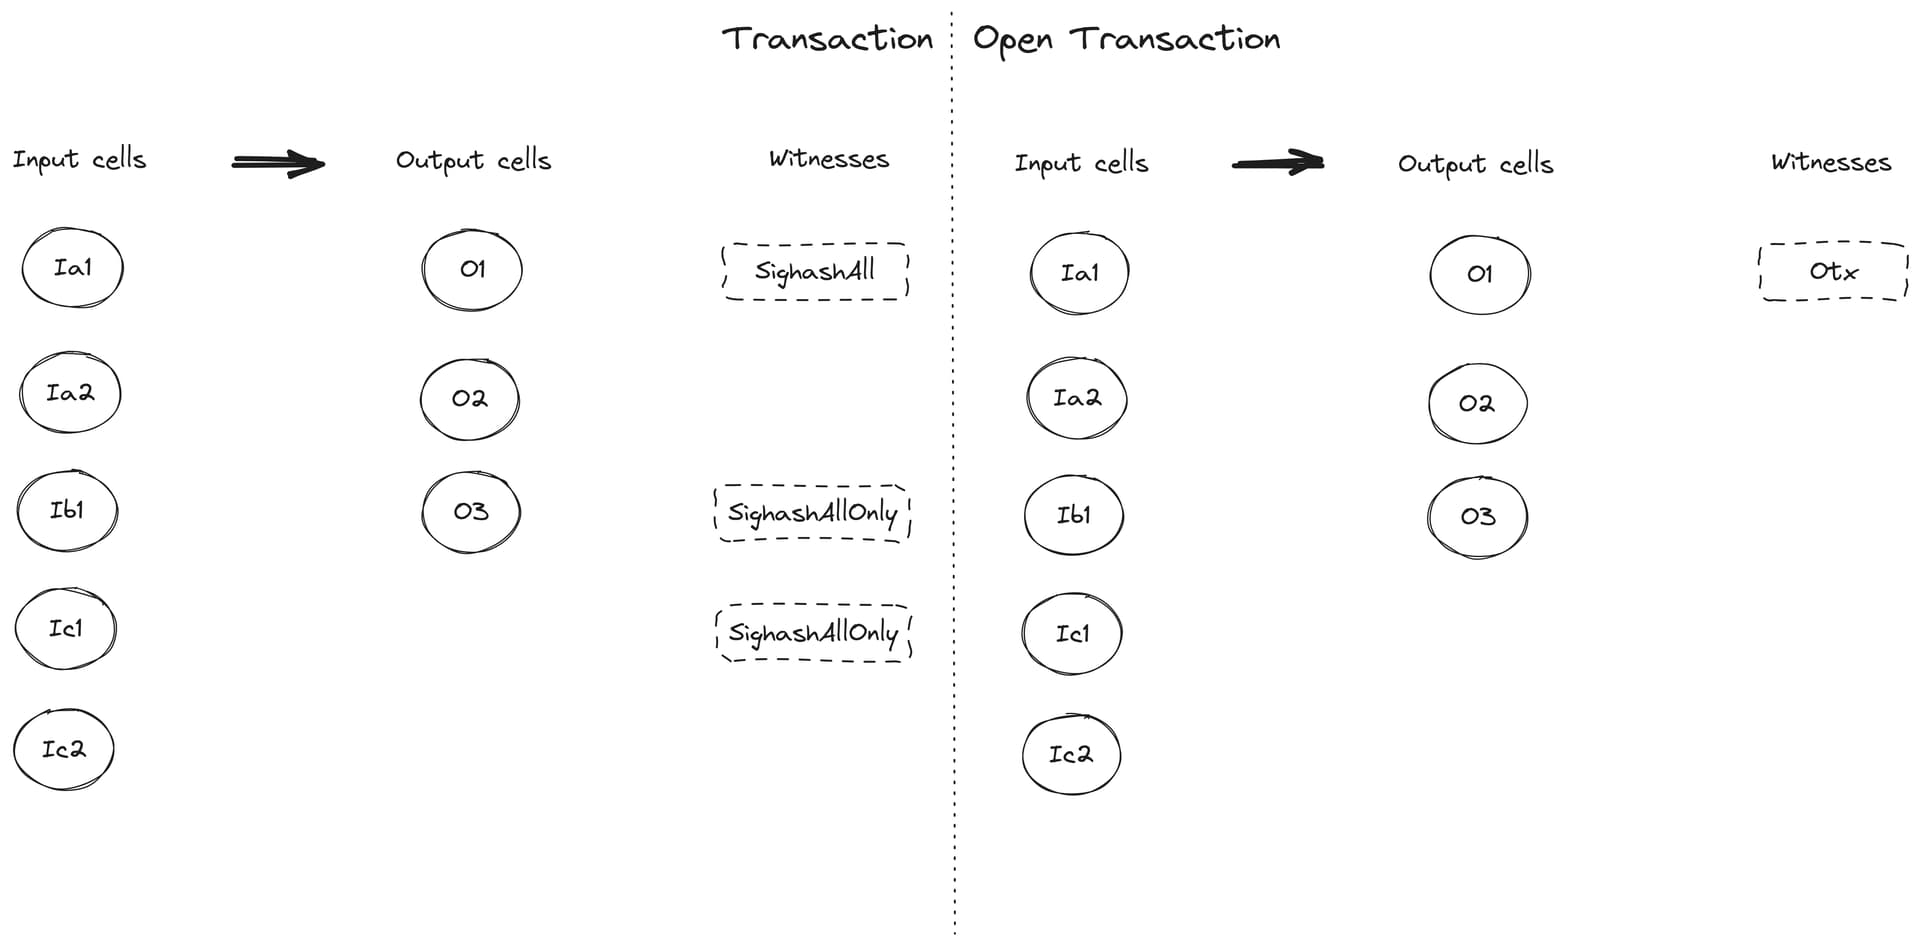 Transaction
Input cells
Output cells
Witnesses
Ia1
O1
SighashAll
Ia2
O2
Ib1
O3
SighashAllOnly
Ic1
SighashAllOnly
Ic2
Open Transaction
Input cells
Output cells
Witnesses
Ia1
O1
Otx
Ia2
O2
Ib1
O3
Ic1
Ic2